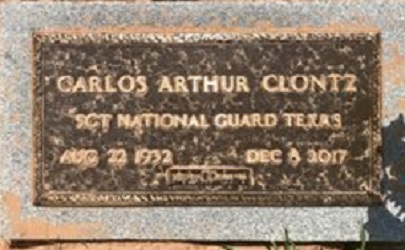 CARLOS ARTHUR CLONTZ
SGT NATIONAL GUARD TEXAS
AUG 22 1932 DEC 8 2017